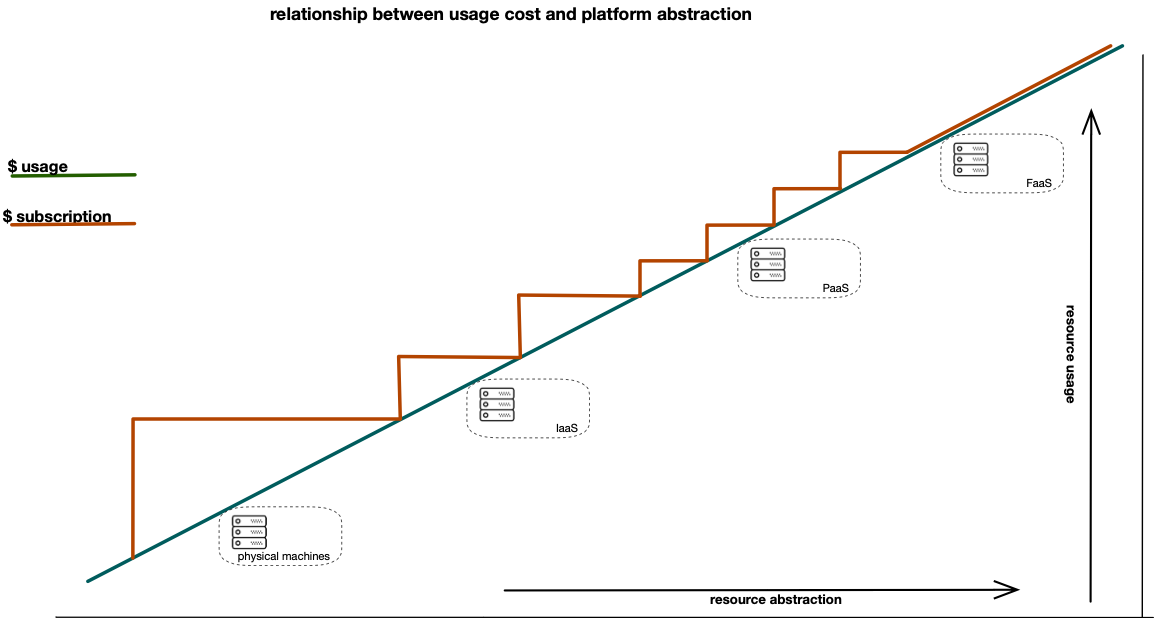 relationship between usage cost and platform abstraction
$ usage
$ subscription
FaaS
PaaS
resource usage
IaaS
physical machines
resource abstraction